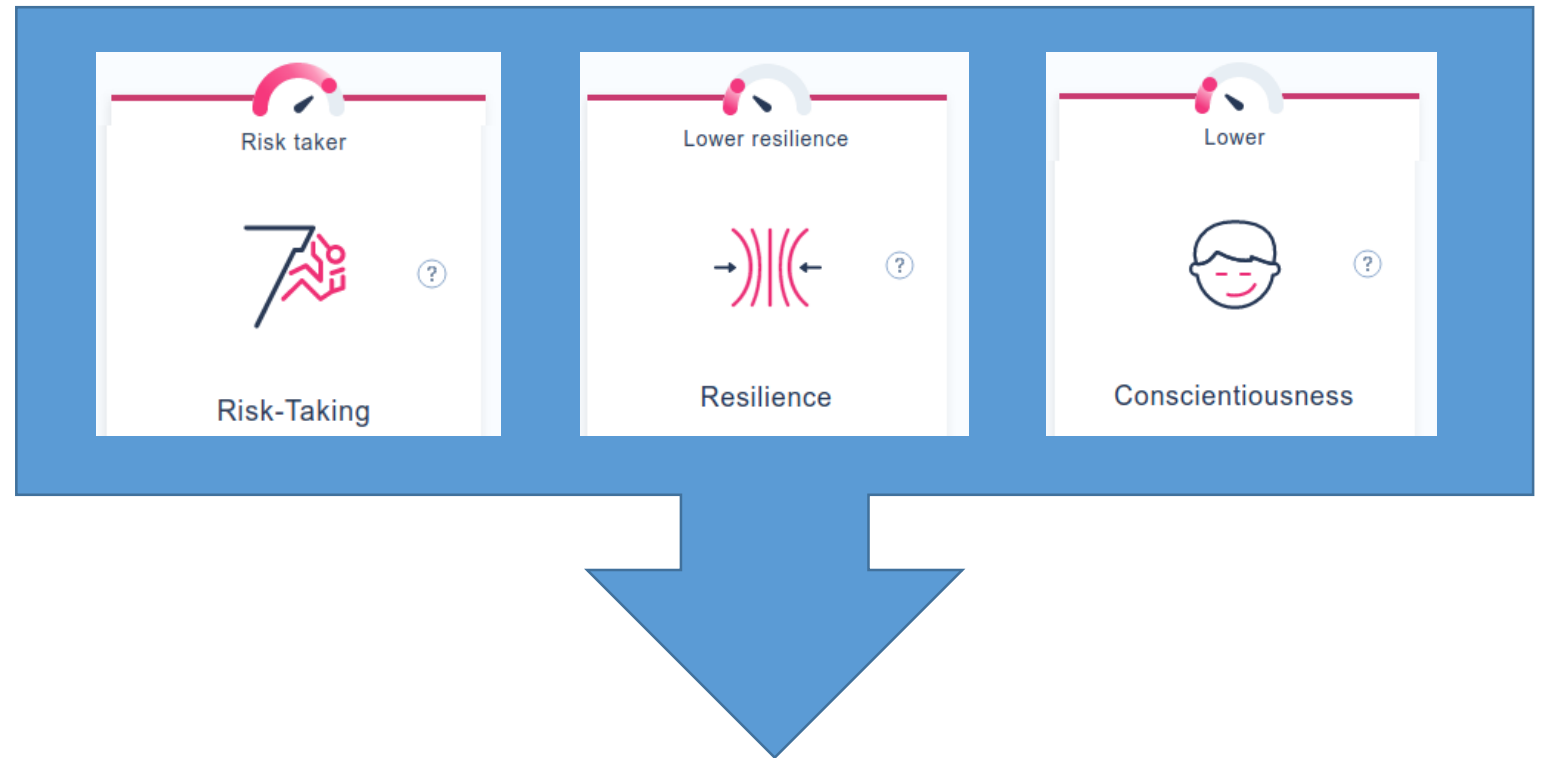 Risk taker
?
Risk-Taking
Lower resilience
?
Resilience
Lower
?
Conscientiousness